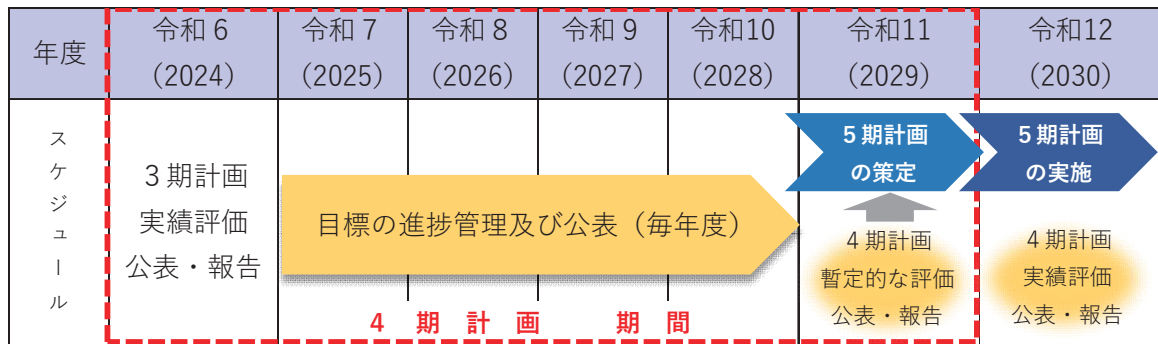 年度
令和６
（2024）
令和７
（2025）
令和８
（2026）
令和９
（2027）
令和10
（2028）
令和11
（2029）
令和12
（2030）
スケジュール
３期計画
実績評価
公表・報告
目標の進捗管理及び公表（毎年度）
５期計画
の策定
５期計画
の実施
４期計画
暫定的な評価
公表・報告
４期計画
実績評価
公表・報告
４期計画　期間